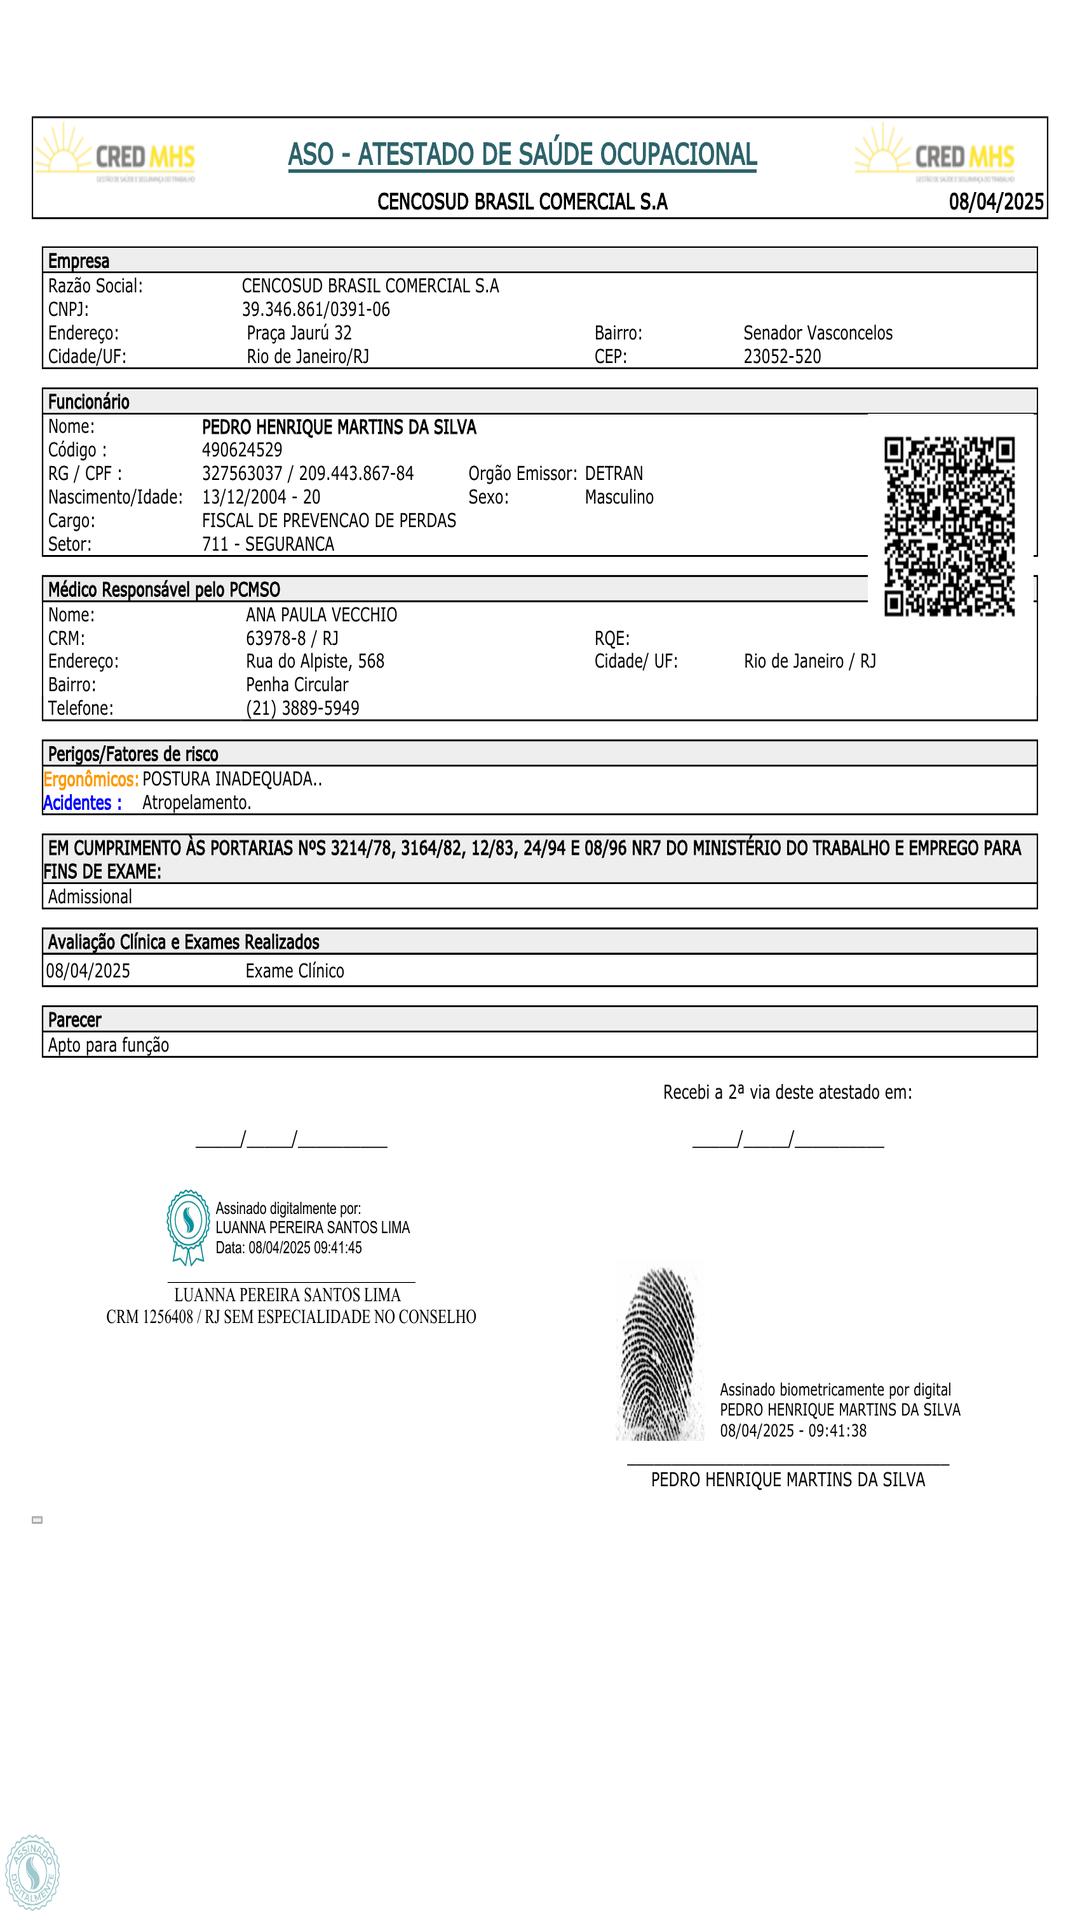 CRED MHS
GESTÃO DE SAÚDE E SEGURANÇA DO TRABALHO
ASO - ATESTADO DE SAÚDE OCUPACIONAL
CRED MHS
GESTÃO DE SAÚDE E SEGURANÇA DO TRABALHO
CENCOSUD BRASIL COMERCIAL S.A 08/04/2025
Empresa
Razão Social: CENCOSUD BRASIL COMERCIAL S.A
CNPJ: 39.346.861/0391-06
Endereço: Praça Jaurú 32 Bairro: Senador Vasconcelos
Cidade/UF: Rio de Janeiro/RJ CEP: 23052-520
Funcionário
Nome: PEDRO HENRIQUE MARTINS DA SILVA
Código : 490624529
RG / CPF : 327563037 / 209.443.867-84 Orgão Emissor: DETRAN
Nascimento/Idade: 13/12/2004 - 20 Sexo: Masculino
Cargo: FISCAL DE PREVENCAO DE PERDAS
Setor: 711 - SEGURANCA
Médico Responsável pelo PCMSO
Nome: ANA PAULA VECCHIO
CRM: 63978-8 / RJ RQE:
Endereço: Rua do Alpiste, 568 Cidade/ UF: Rio de Janeiro / RJ
Bairro: Penha Circular
Telefone: (21) 3889-5949
Perigos/Fatores de risco
Ergonômicos: POSTURA INADEQUADA..
Acidentes : Atropelamento.
EM CUMPRIMENTO ÀS PORTARIAS NºS 3214/78, 3164/82, 12/83, 24/94 E 08/96 NR7 DO MINISTÉRIO DO TRABALHO E EMPREGO PARA
FINS DE EXAME:
Admissional
Avaliação Clínica e Exames Realizados
08/04/2025 Exame Clínico
Parecer
Apto para função
Recebi a 2ª via deste atestado em:
_____/_____/__________ _____/_____/__________
Assinado digitalmente por:
LUANNA PEREIRA SANTOS LIMA
Data: 08/04/2025 09:41:45
LUANNA PEREIRA SANTOS LIMA
CRM 1256408 / RJ SEM ESPECIALIDADE NO CONSELHO
Assinado biometricamente por digital
PEDRO HENRIQUE MARTINS DA SILVA
08/04/2025 - 09:41:38
PEDRO HENRIQUE MARTINS DA SILVA
ASSINADO
DIGITALMENTE